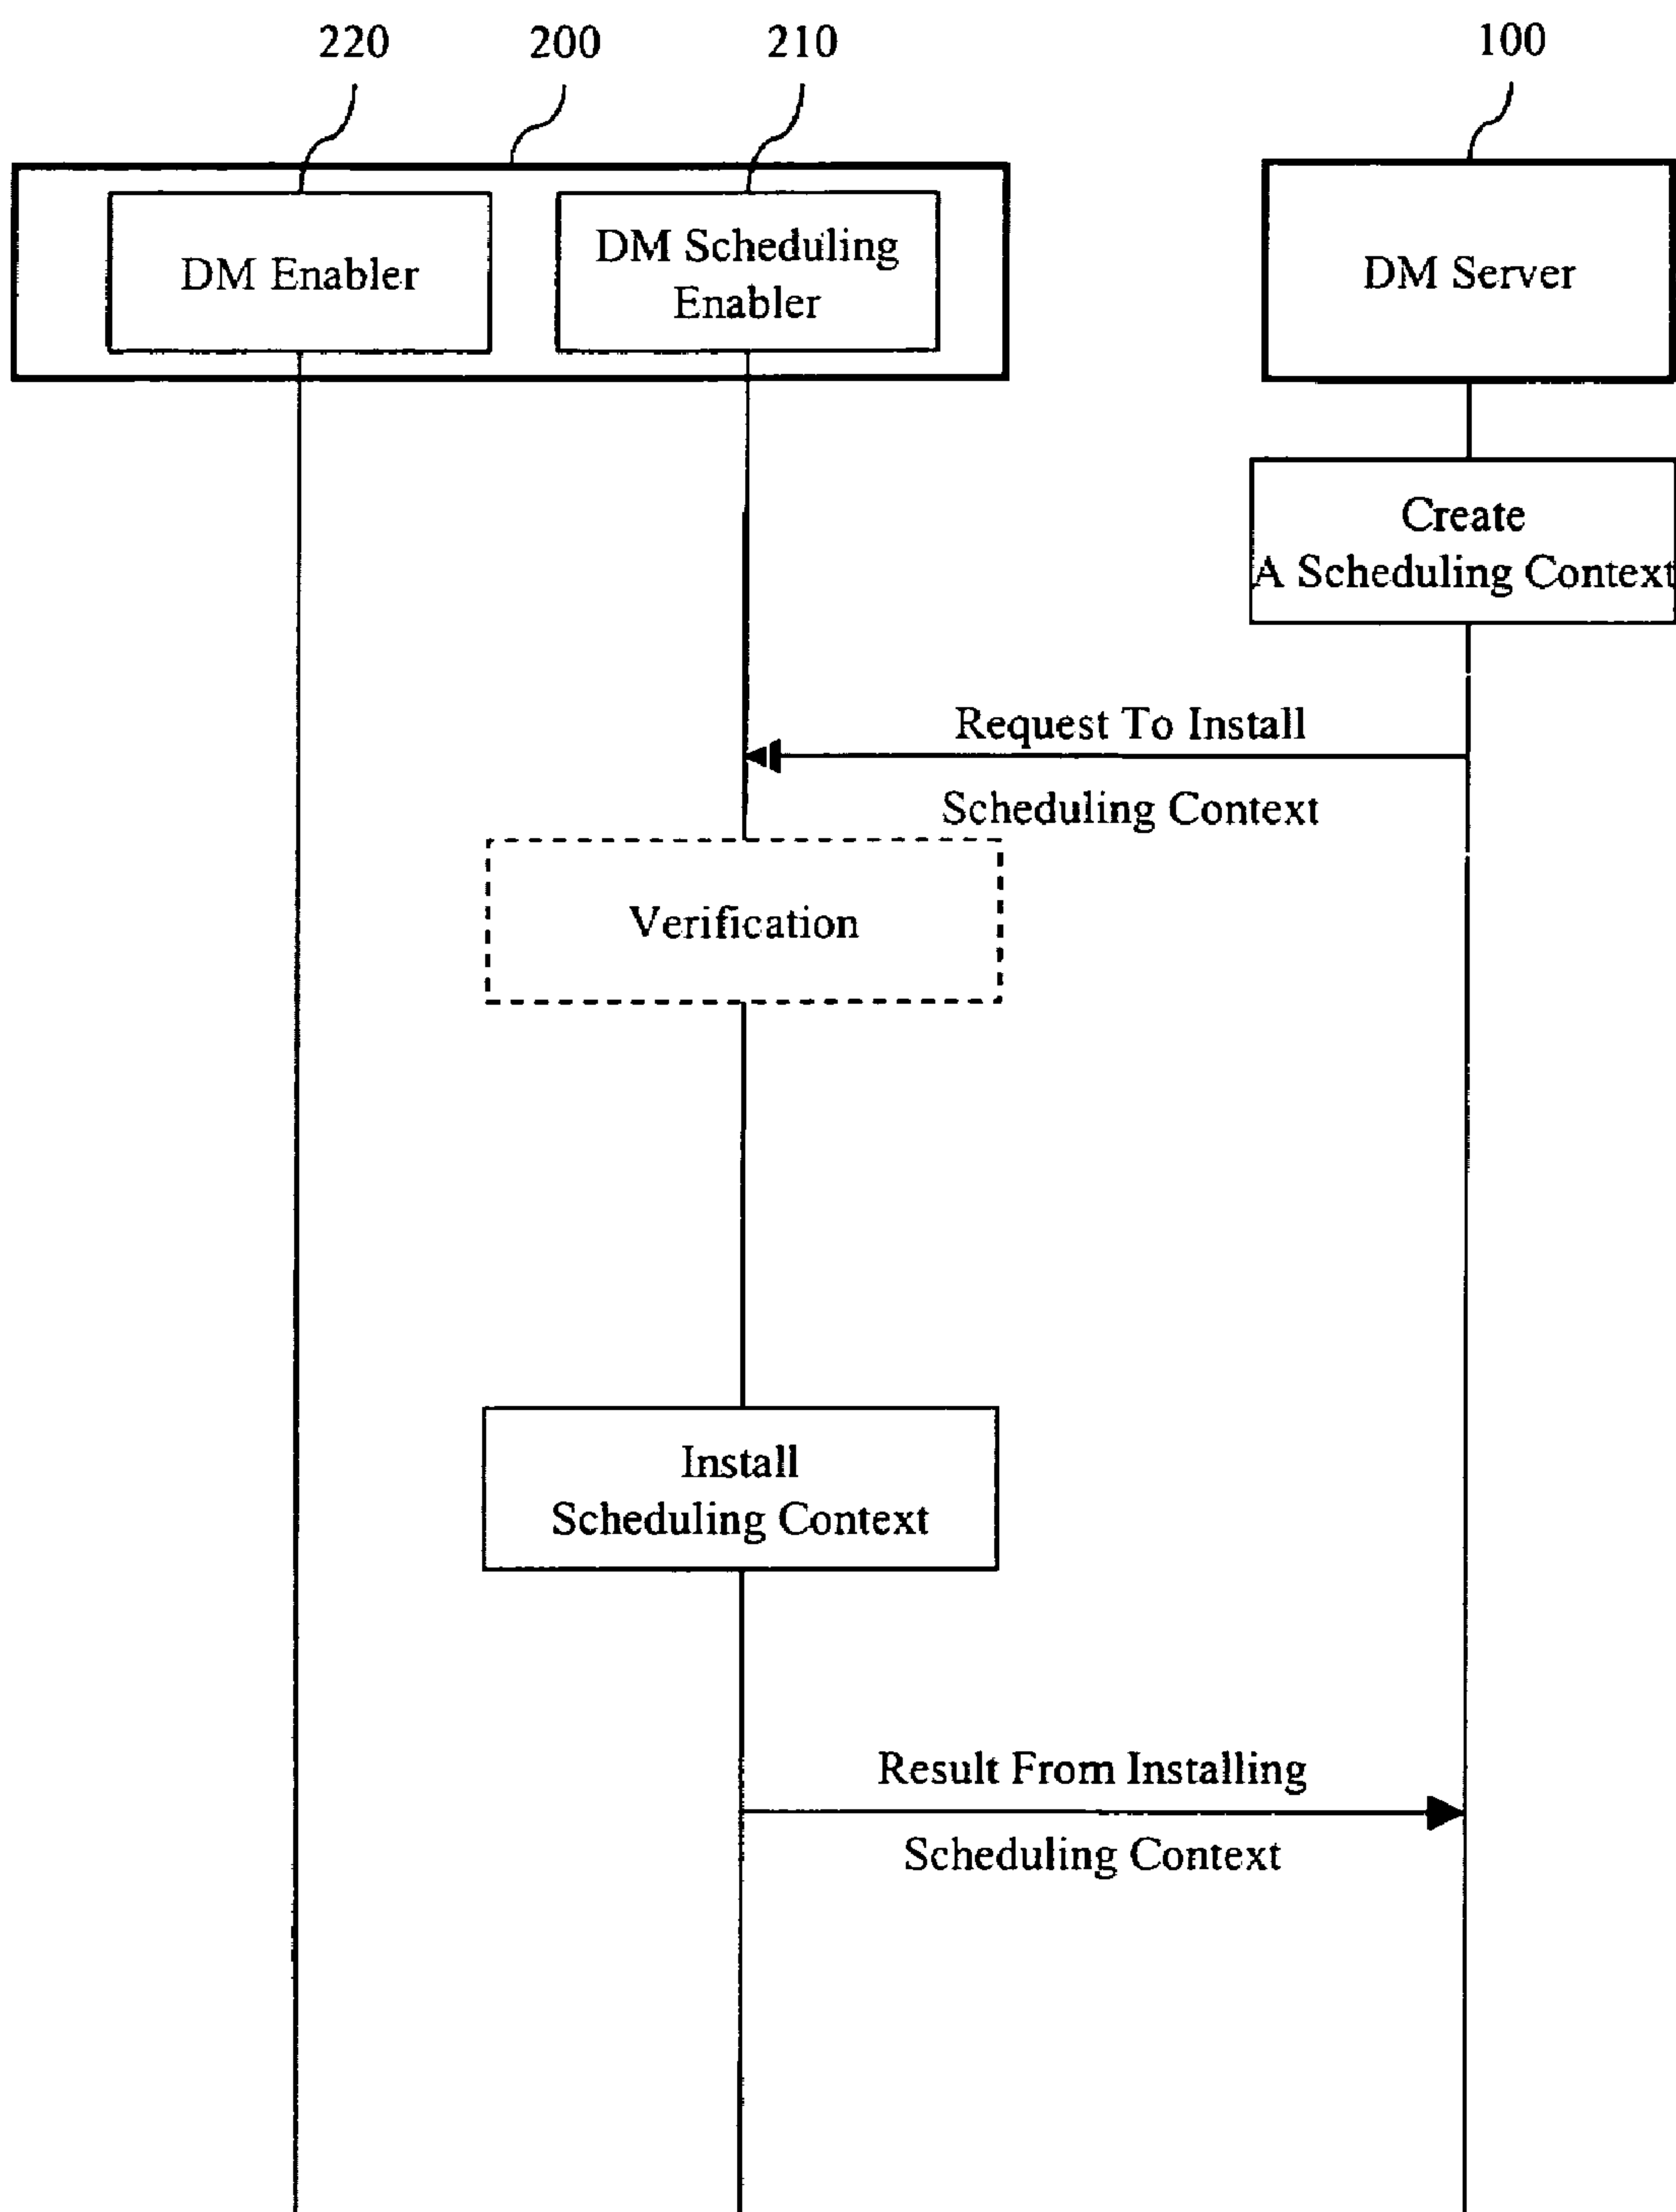 220
200
210
100
DM Enabler
DM Scheduling
Enabler
DM Server
Create
A Scheduling Context
Request To Install
Scheduling Context
Verification
Install
Scheduling Context
Result From Installing
Scheduling Context